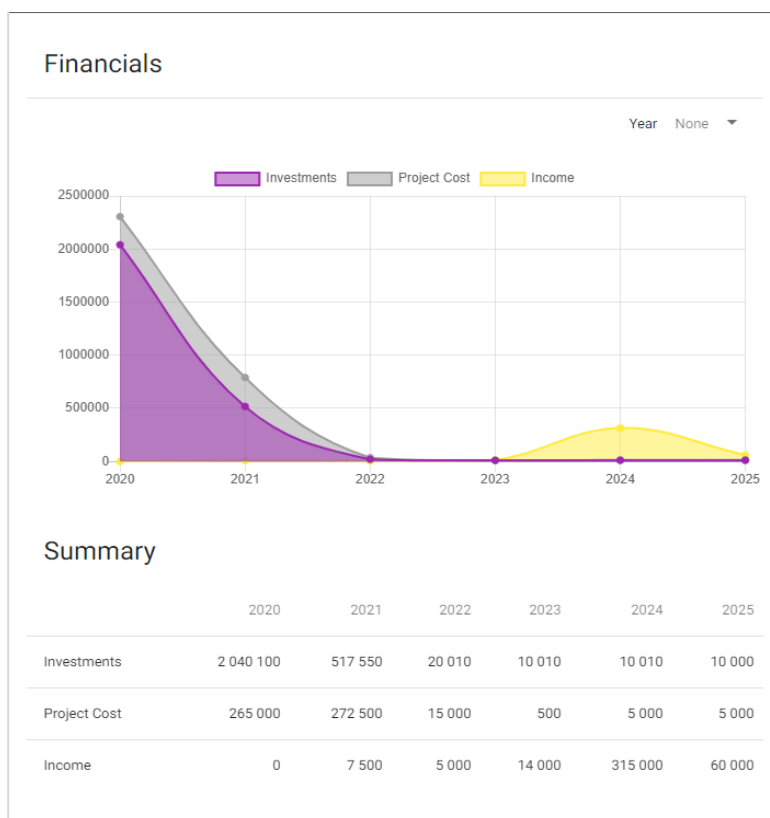 Financials
Year None
Investments Project Cost Income
2500000
2000000
1500000
1000000
500000
0
2020 2021 2022 2023 2024 2025
Summary
2020 2021 2022 2023 2024 2025
Investments 2 040 100 517 550 20 010 10 010 10 010 10 000
Project Cost 265 000 272 500 15 000 500 5 000 5 000
Income 0 7 500 5 000 14 000 315 000 60 000